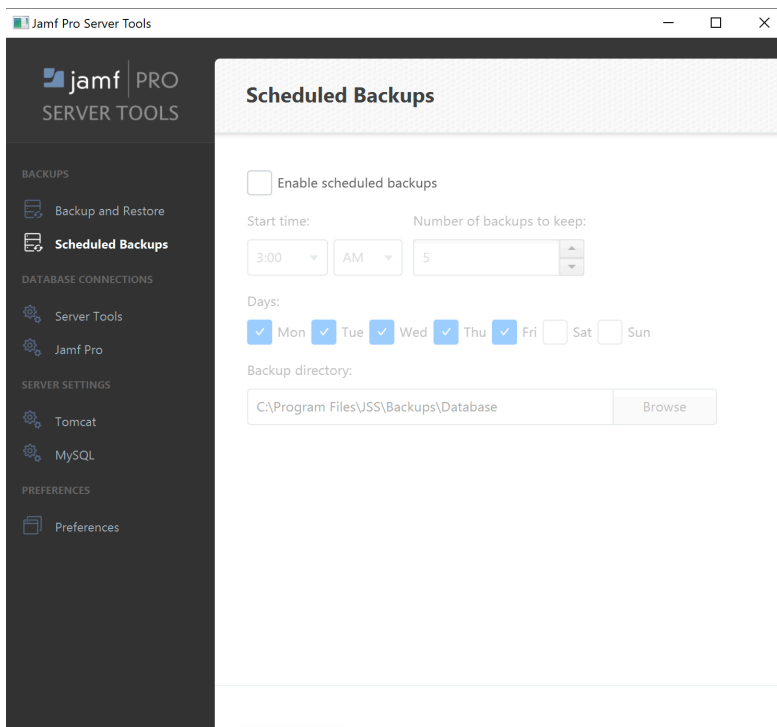 Jamf Pro Server Tools
jamf PRO
SERVER TOOLS
BACKUPS
Backup and Restore
Scheduled Backups
DATABASE CONNECTIONS
Server Tools
Jamf Pro
SERVER SETTINGS
Tomcat
MySQL
PREFERENCES
Preferences
Scheduled Backups
Enable scheduled backups
Start time: Number of backups to keep:
3:00 AM 5
Days:
Mon Tue Wed Thu Fri Sat Sun
Backup directory:
C:\Program Files\JSS\Backups\Database Browse